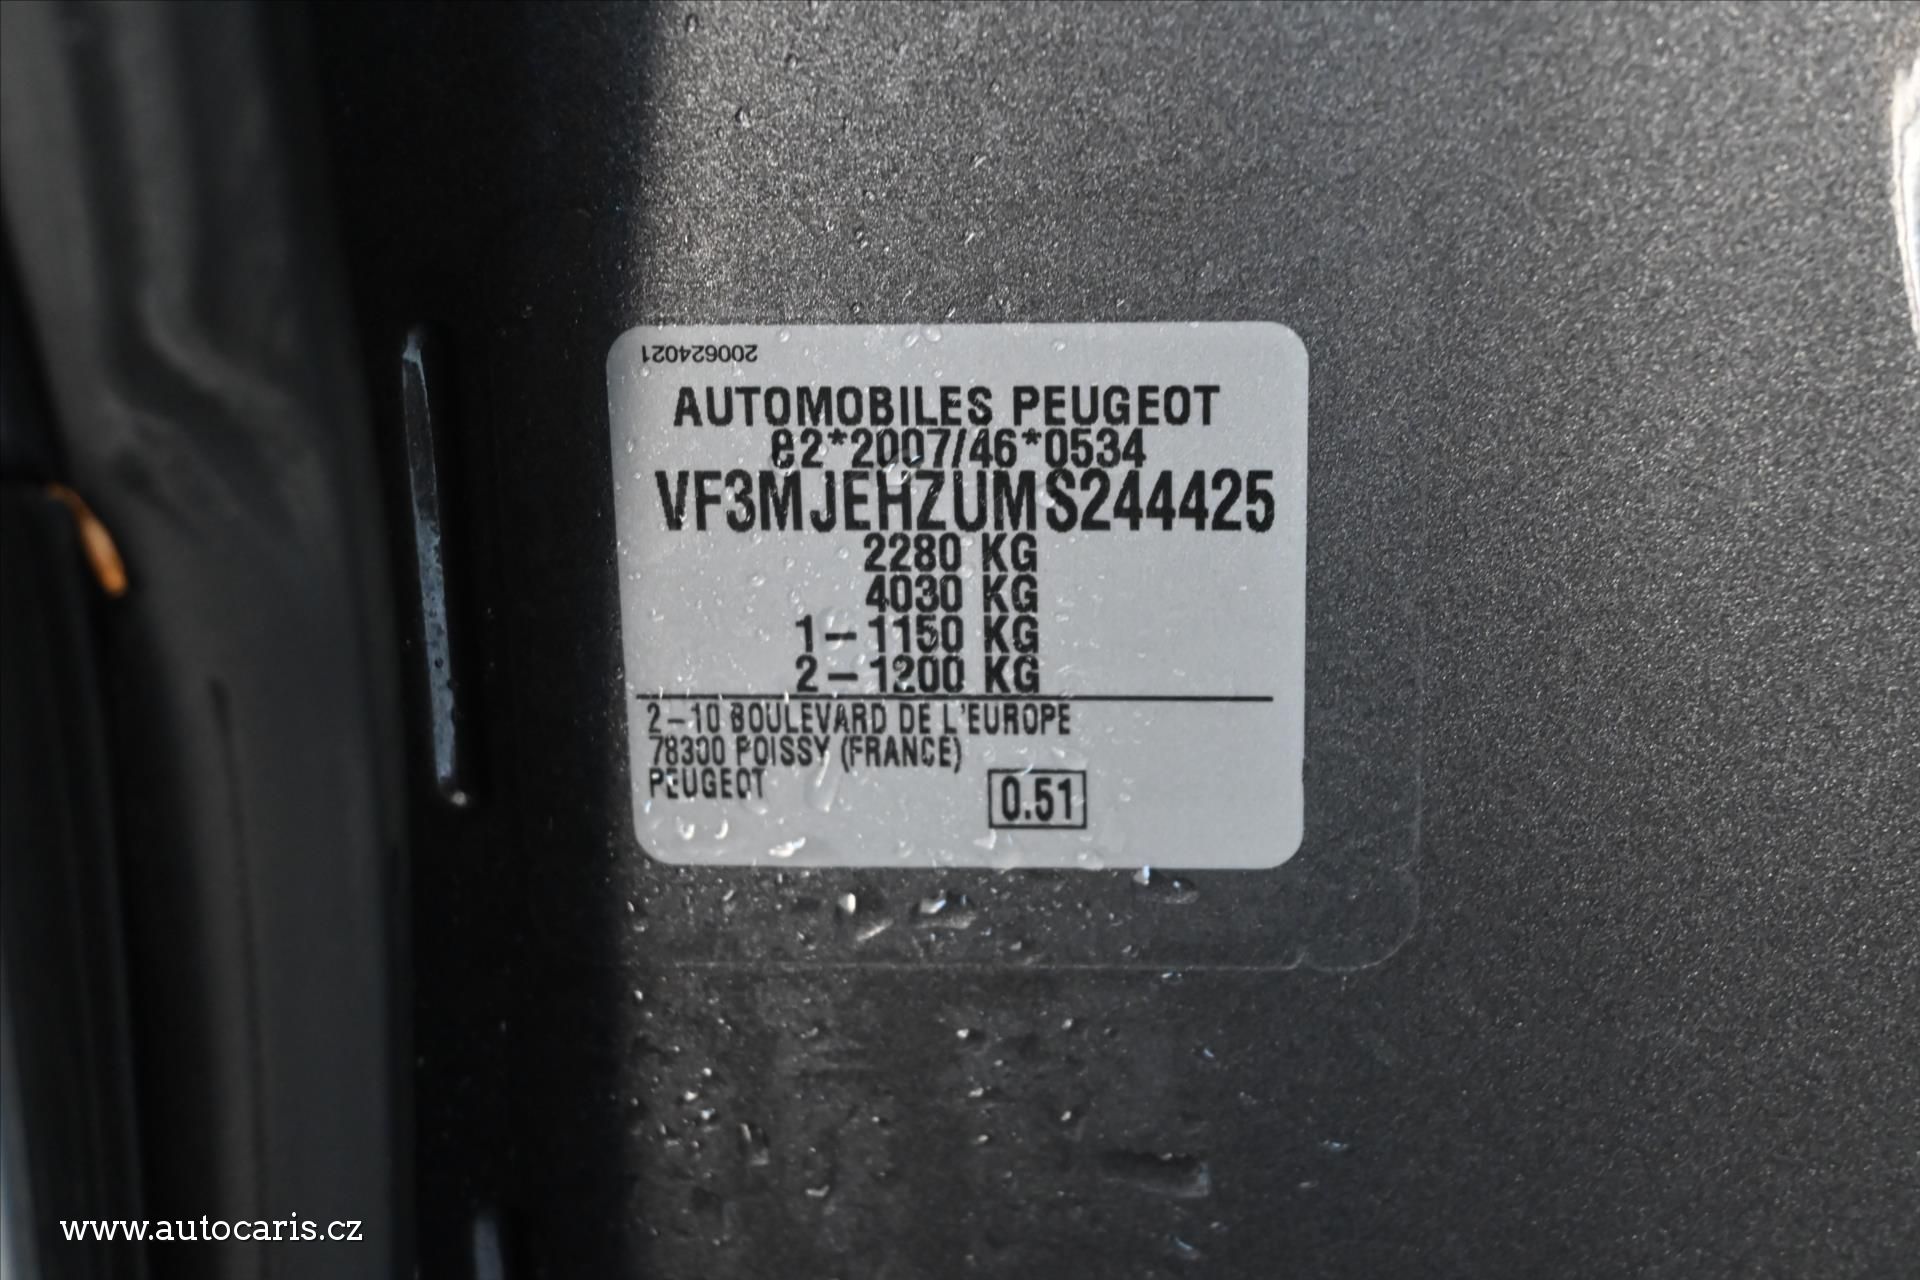 200624021
AUTOMOBILES PEUGEOT
e2*2007/46*0534
VF3MJEHZUMS244425
2280 KG
4030 KG
1-1150 KG
2-1200 KG
2-10 BOULEVARD DE L'EUROPE
78300 POISSY (FRANCE)
PEUGEOT
0.51
www.autocaris.cz